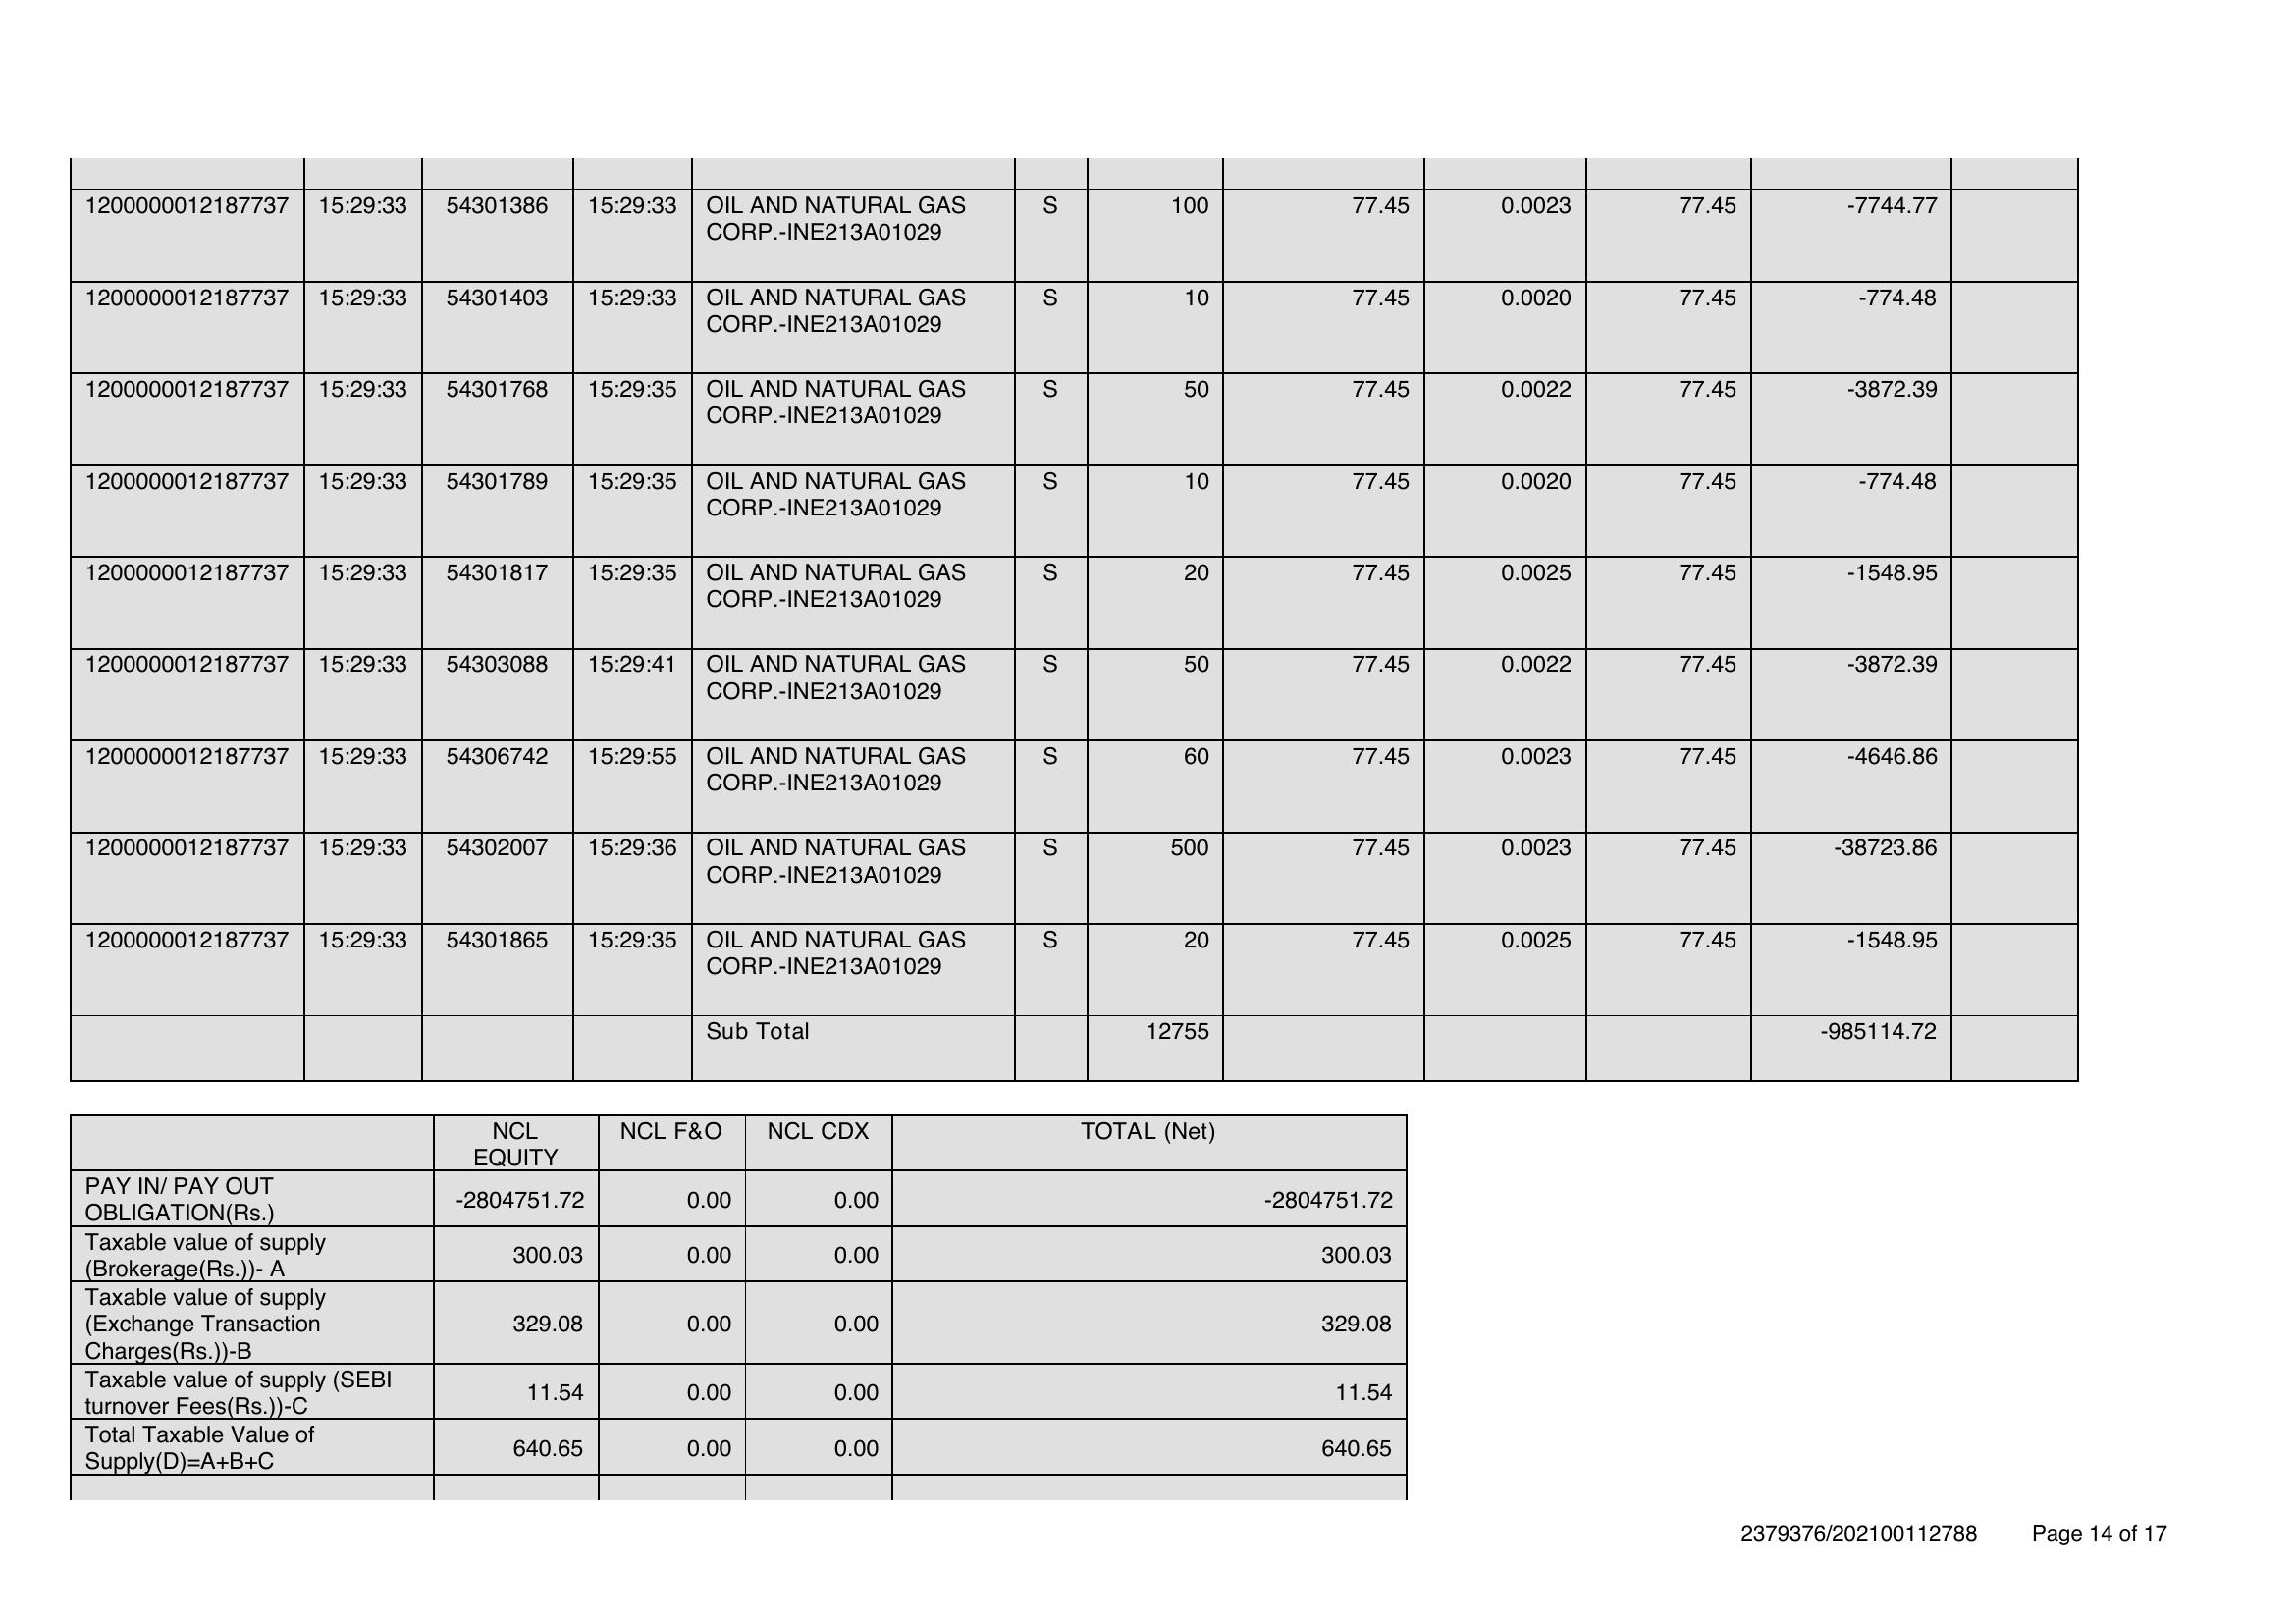 1200000012187737 15:29:33 54301386 15:29:33 OIL AND NATURAL GAS S 100 77.45 0.0023 77.45 -7744.77
CORP.-INE213A01029
1200000012187737 15:29:33 54301403 15:29:33 OIL AND NATURAL GAS S 10 77.45 0.0020 77.45 -774.48
CORP.-INE213A01029
1200000012187737 15:29:33 54301768 15:29:35 OIL AND NATURAL GAS S 50 77.45 0.0022 77.45 -3872.39
CORP.-INE213A01029
1200000012187737 15:29:33 54301789 15:29:35 OIL AND NATURAL GAS S 10 77.45 0.0020 77.45 -774.48
CORP.-INE213A01029
1200000012187737 15:29:33 54301817 15:29:35 OIL AND NATURAL GAS S 20 77.45 0.0025 77.45 -1548.95
CORP.-INE213A01029
1200000012187737 15:29:33 54303088 15:29:41 OIL AND NATURAL GAS S 50 77.45 0.0022 77.45 -3872.39
CORP.-INE213A01029
1200000012187737 15:29:33 54306742 15:29:55 OIL AND NATURAL GAS S 60 77.45 0.0023 77.45 -4646.86
CORP.-INE213A01029
1200000012187737 15:29:33 54302007 15:29:36 OIL AND NATURAL GAS S 500 77.45 0.0023 77.45 -38723.86
CORP.-INE213A01029
1200000012187737 15:29:33 54301865 15:29:35 OIL AND NATURAL GAS S 20 77.45 0.0025 77.45 -1548.95
CORP.-INE213A01029
Sub Total 12755 -985114.72
NCL NCL F&O NCL CDX TOTAL (Net)
EQUITY
PAY IN/ PAY OUT
OBLIGATION(Rs.) -2804751.72 0.00 0.00 -2804751.72
Taxable value of supply
(Brokerage(Rs.))- A 300.03 0.00 0.00 300.03
Taxable value of supply
(Exchange Transaction 329.08 0.00 0.00 329.08
Charges(Rs.))-B
Taxable value of supply (SEBI
turnover Fees(Rs.))-C 11.54 0.00 0.00 11.54
Total Taxable Value of
Supply(D)=A+B+C 640.65 0.00 0.00 640.65
2379376/202100112788 Page 14 of 17